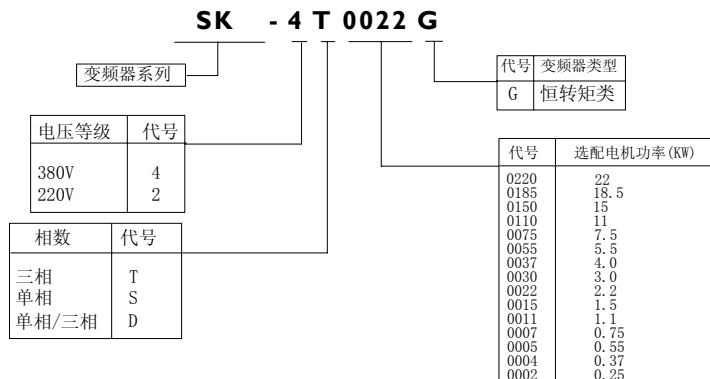 SK - 4 T 0022 G
变频器系列
代号 变频器类型
G 恒转矩类
电压等级 代号
380V 4
220V 2
相数 代号
三相 T
单相 S
单相/三相 D
代号 选配电机功率(KW)
0220 22
0185 18.5
0150 15
0110 11
0075 7.5
0055 5.5
0037 4.0
0030 3.0
0022 2.2
0015 1.5
0011 1.1
0007 0.75
0005 0.55
0004 0.37
0002 0.25